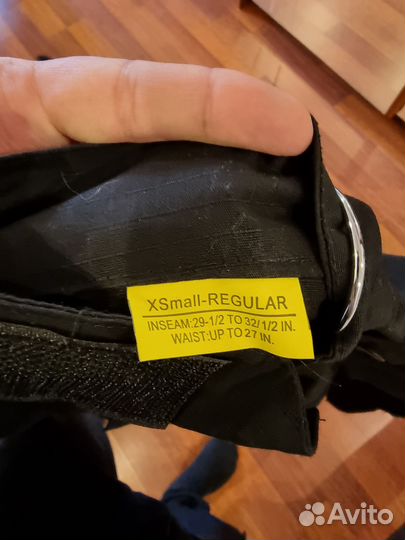 XSmall-REGULAR
INSEAM:29-1/2 TO 32/1/2 IN.
WAIST:UP TO 27 IN.
Avito